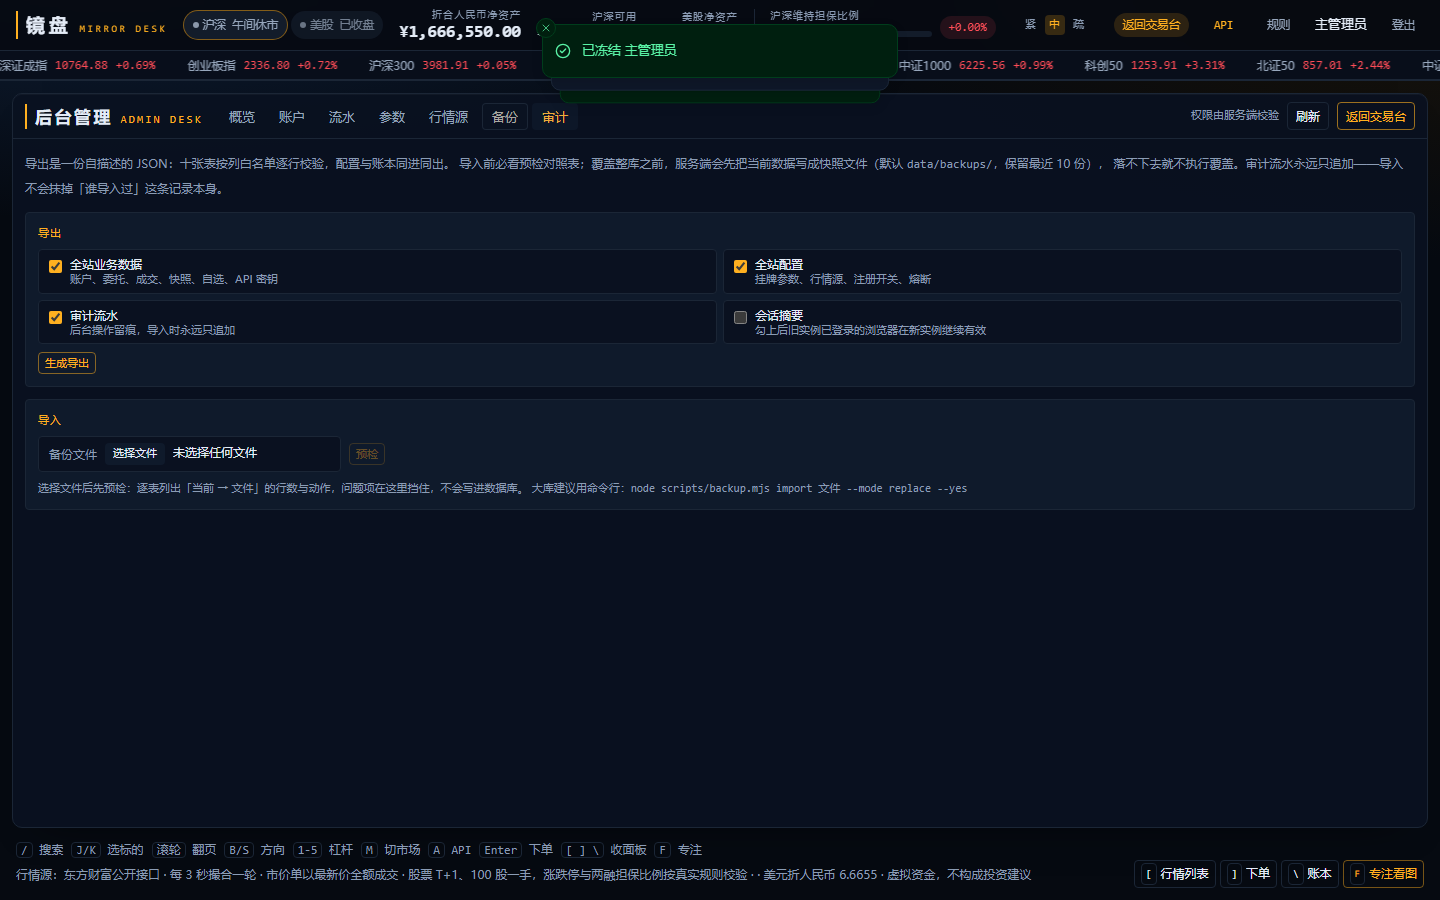 镜盘 MIRROR DESK
沪深 午间休市
美股 已收盘
折合人民币净资产
¥1,666,550.00
沪深可用
美股净资产
沪深维持担保比例
+0.00%
紧 中 疏
返回交易台
API
规则
主管理员
登出
已冻结 主管理员
深证成指 10764.88 +0.69%
创业板指 2336.80 +0.72%
沪深300 3981.91 +0.05%
中证1000 6225.56 +0.99%
科创50 1253.91 +3.31%
北证50 857.01 +2.44%
后台管理 ADMIN DESK
概览 账户 流水 参数 行情源 备份 审计
权限由服务端校验
刷新
返回交易台
导出是一份自描述的 JSON：十张表按列白名单逐行校验，配置与账本同进同出。 导入前必看预检对照表；覆盖整库之前，服务端会先把当前数据写成快照文件（默认 data/backups/，保留最近 10 份）， 落不下去就不执行覆盖。审计流水永远只追加——导入
不会抹掉「谁导入过」这条记录本身。
导出
全站业务数据
账户、委托、成交、快照、自选、API 密钥
全站配置
挂牌参数、行情源、注册开关、熔断
审计流水
后台操作留痕，导入时永远只追加
会话摘要
勾上后旧实例已登录的浏览器在新实例继续有效
生成导出
导入
备份文件 选择文件 未选择任何文件
预检
选择文件后先预检：逐表列出「当前 → 文件」的行数与动作，问题项在这里挡住，不会写进数据库。 大库建议用命令行：node scripts/backup.mjs import 文件 --mode replace --yes
/ 搜索 J/K 选标的 滚轮 翻页 B/S 方向 1-5 杠杆 M 切市场 A API Enter 下单 [ ] \ 收面板 F 专注
行情源：东方财富公开接口 · 每 3 秒撮合一轮 · 市价单以最新价全额成交 · 股票 T+1、100 股一手，涨跌停与两融担保比例按真实规则校验 · · 美元折人民币 6.6655 · 虚拟资金，不构成投资建议
[ 行情列表
] 下单
\ 账本
F 专注看图